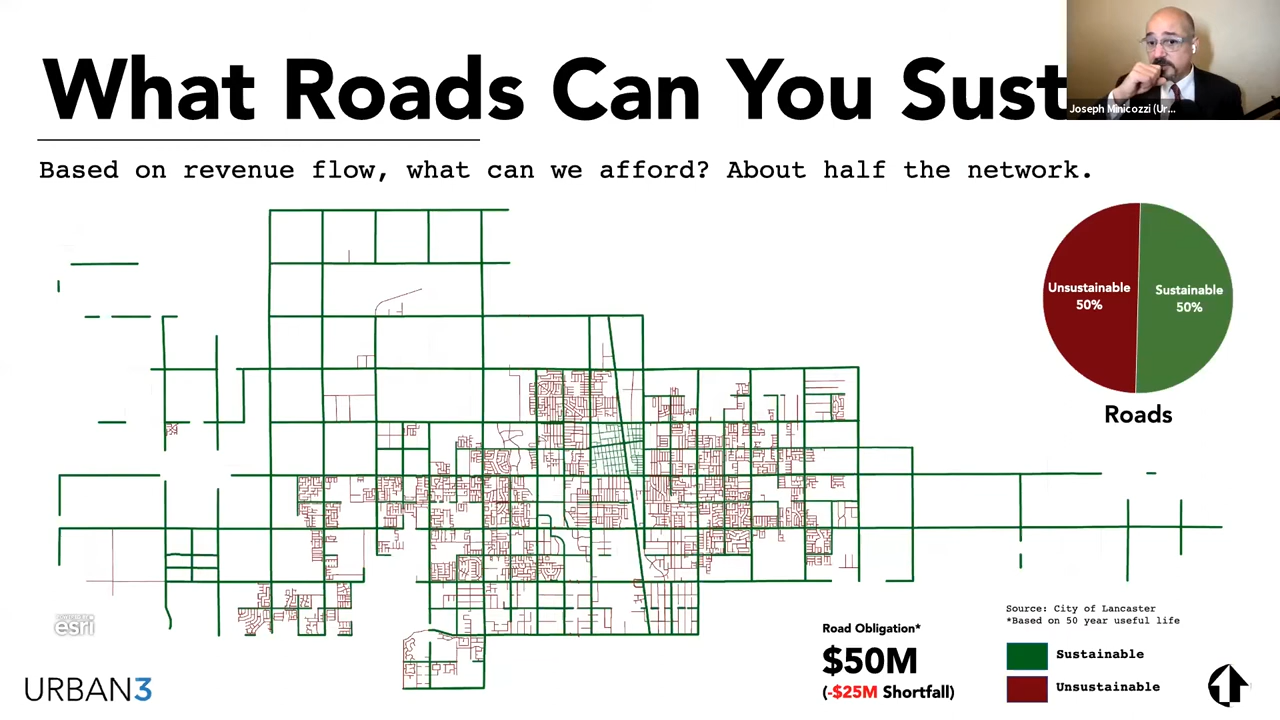 What Roads Can You Sust
Joseph Minicozzi (Ur...
Based on revenue flow, what can we afford? About half the network.
Unsustainable
50%
Sustainable
50%
Roads
esri
Source: City of Lancaster
*Based on 50 year useful life
Road Obligation*
$50M
(-$25M Shortfall)
Sustainable
Unsustainable
URBAN3